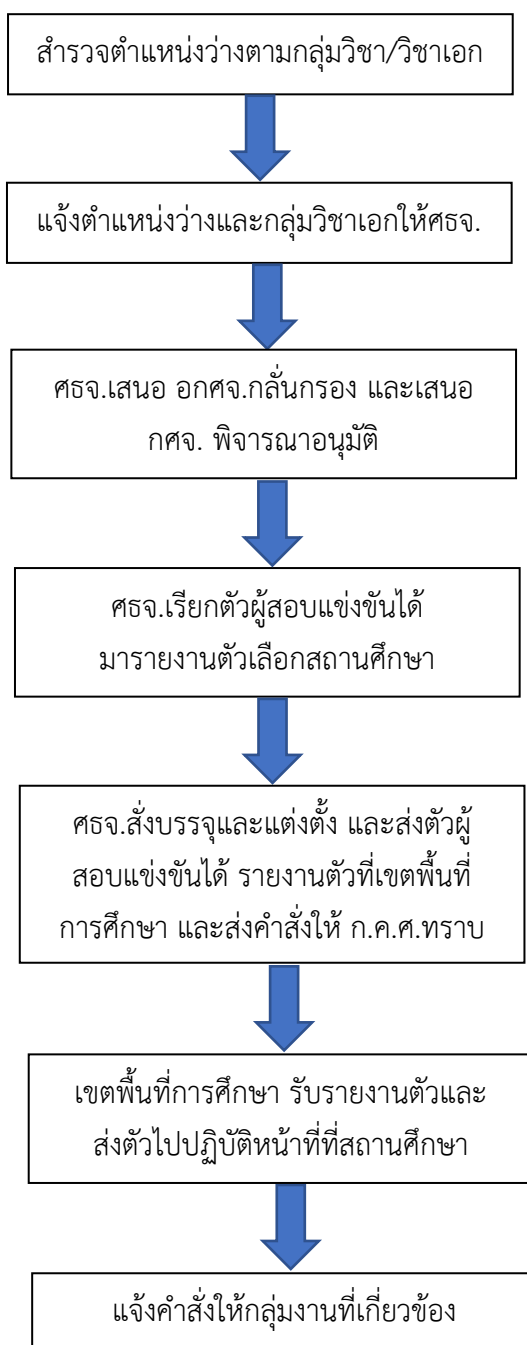 สำรวจตำแหน่งว่างตามกลุ่มวิชา/วิชาเอก
แจ้งตำแหน่งว่างและกลุ่มวิชาเอกให้ศธจ.
ศธจ.เสนอ อกศจ.กลั่นกรอง และเสนอ
กศจ. พิจารณาอนุมัติ
ศธจ.เรียกตัวผู้สอบแข่งขันได้
มารายงานตัวเลือกสถานศึกษา
ศธจ.สั่งบรรจุและแต่งตั้ง และส่งตัวผู้
สอบแข่งขันได้ รายงานตัวที่เขตพื้นที่
การศึกษา และส่งคำสั่งให้ ก.ค.ศ.ทราบ
เขตพื้นที่การศึกษา รับรายงานตัวและ
ส่งตัวไปปฏิบัติหน้าที่ที่สถานศึกษา
แจ้งคำสั่งให้กลุ่มงานที่เกี่ยวข้อง